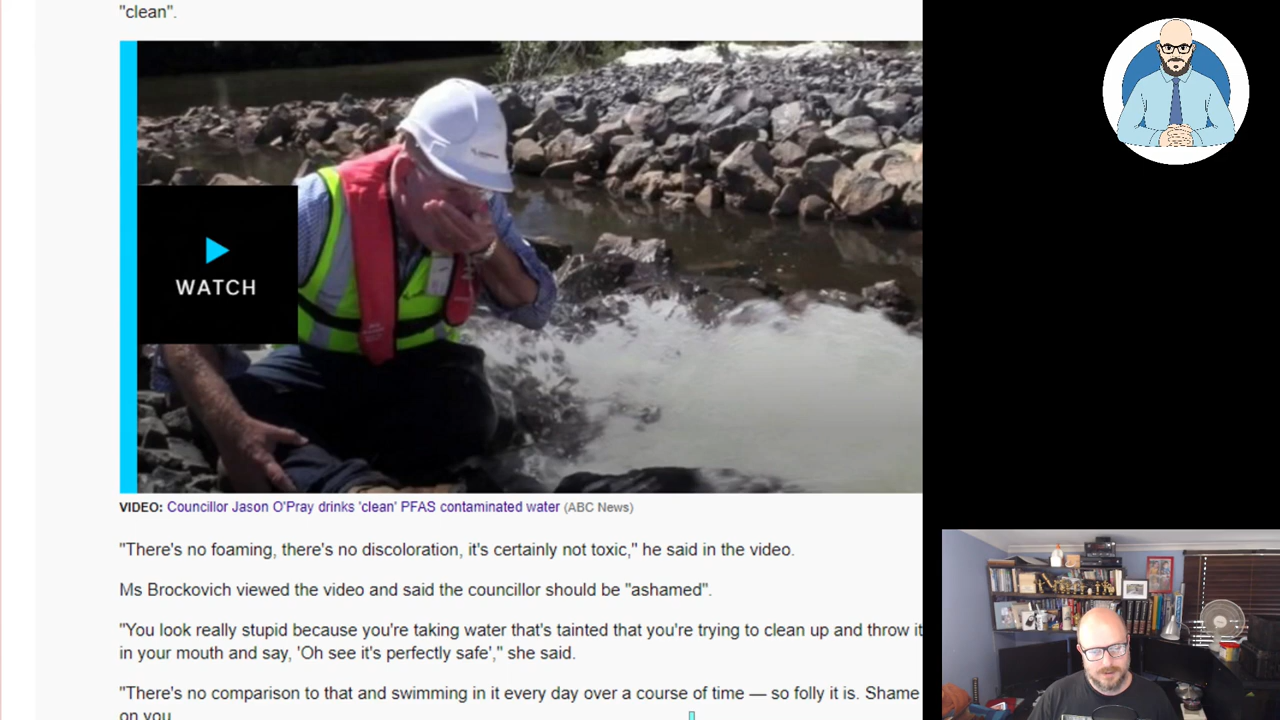 "clean".
WATCH
VIDEO: Councillor Jason O'Pray drinks 'clean' PFAS contaminated water (ABC News)
"There's no foaming, there's no discoloration, it's certainly not toxic," he said in the video.
Ms Brockovich viewed the video and said the councillor should be "ashamed".
"You look really stupid because you're taking water that's tainted that you're trying to clean up and throw it
in your mouth and say, 'Oh see it's perfectly safe'," she said.
"There's no comparison to that and swimming in it every day over a course of time — so folly it is. Shame
on you